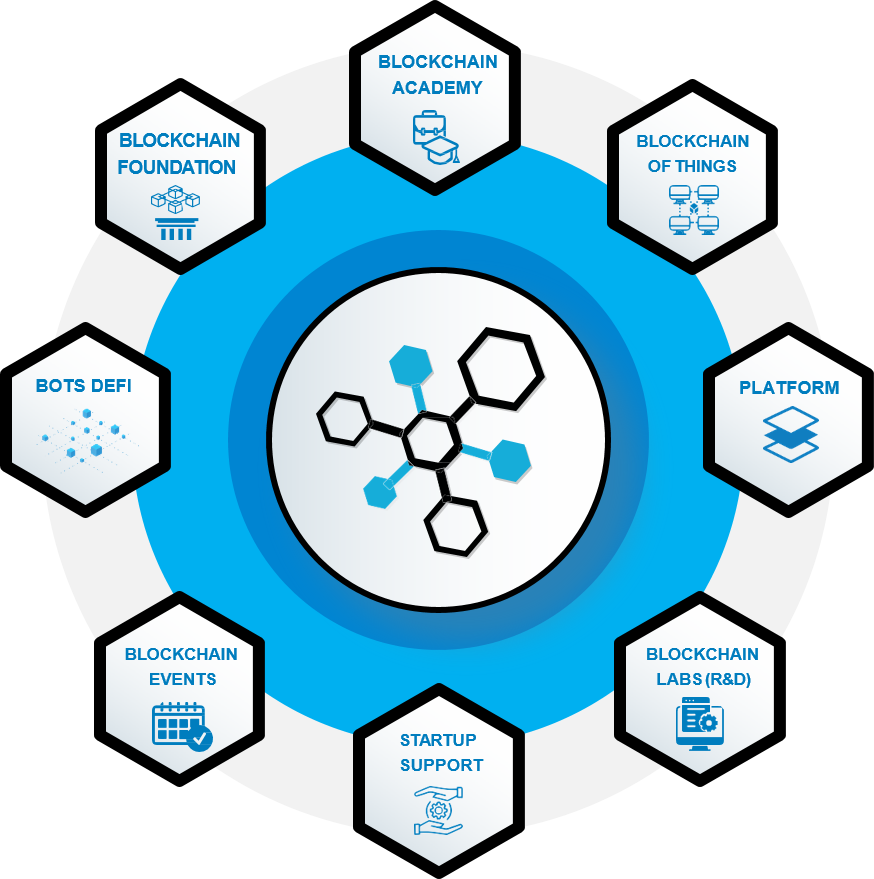 BLOCKCHAIN
ACADEMY
BLOCKCHAIN
OF THINGS
PLATFORM
BLOCKCHAIN
LABS (R&D)
STARTUP
SUPPORT
BLOCKCHAIN
EVENTS
BOTS DEFI
BLOCKCHAIN
FOUNDATION